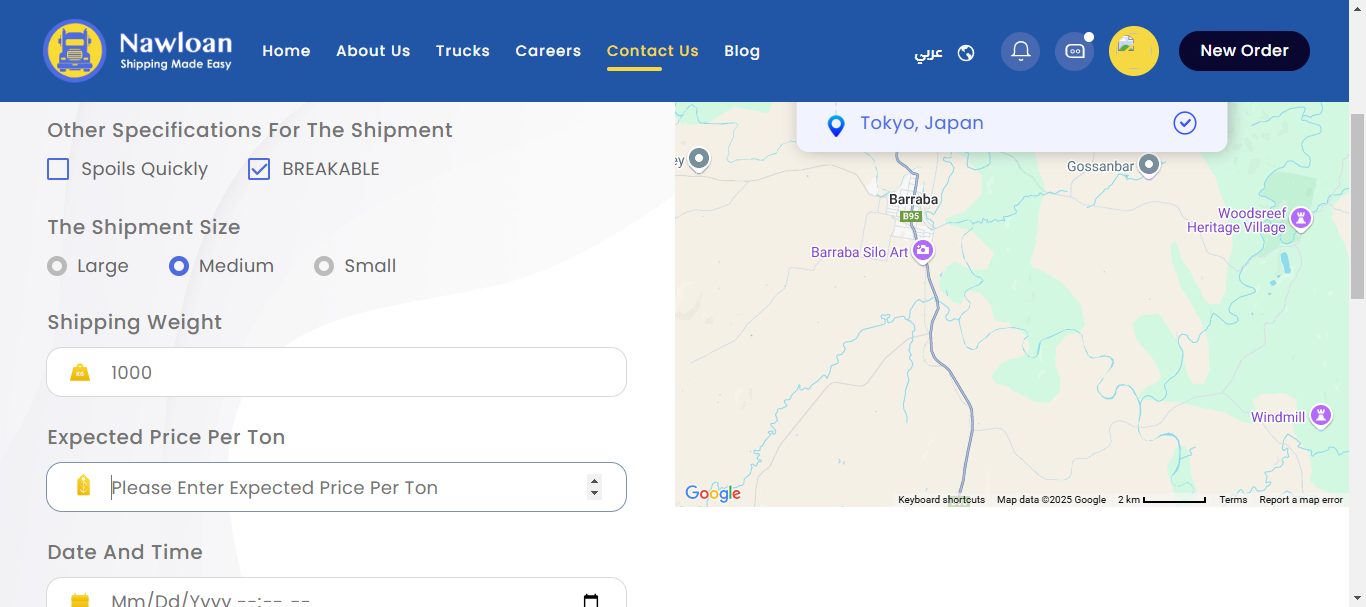 Nawloan
Shipping Made Easy
Home
About Us
Trucks
Careers
Contact Us
Blog
عربي
New Order
Other Specifications For The Shipment
Spoils Quickly
BREAKABLE
The Shipment Size
Large
Medium
Small
Shipping Weight
KG
1000
Expected Price Per Ton
Please Enter Expected Price Per Ton
Date And Time
Mm/Dd/Yyyy --:-- --
Tokyo, Japan
ey
Gossanbar
Barraba
B95
Woodsreef
Heritage Village
Barraba Silo Art
Windmill
Google
Keyboard shortcuts
Map data ©2025 Google
2 km
Terms
Report a map error